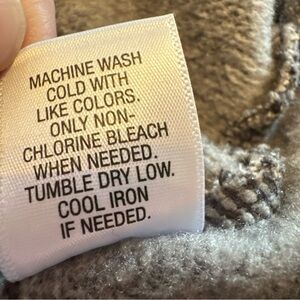 MACHINE WASH
COLD WITH
LIKE COLORS.
ONLY NON-
CHLORINE BLEACH
WHEN NEEDED.
TUMBLE DRY LOW.
COOL IRON
IF NEEDED.